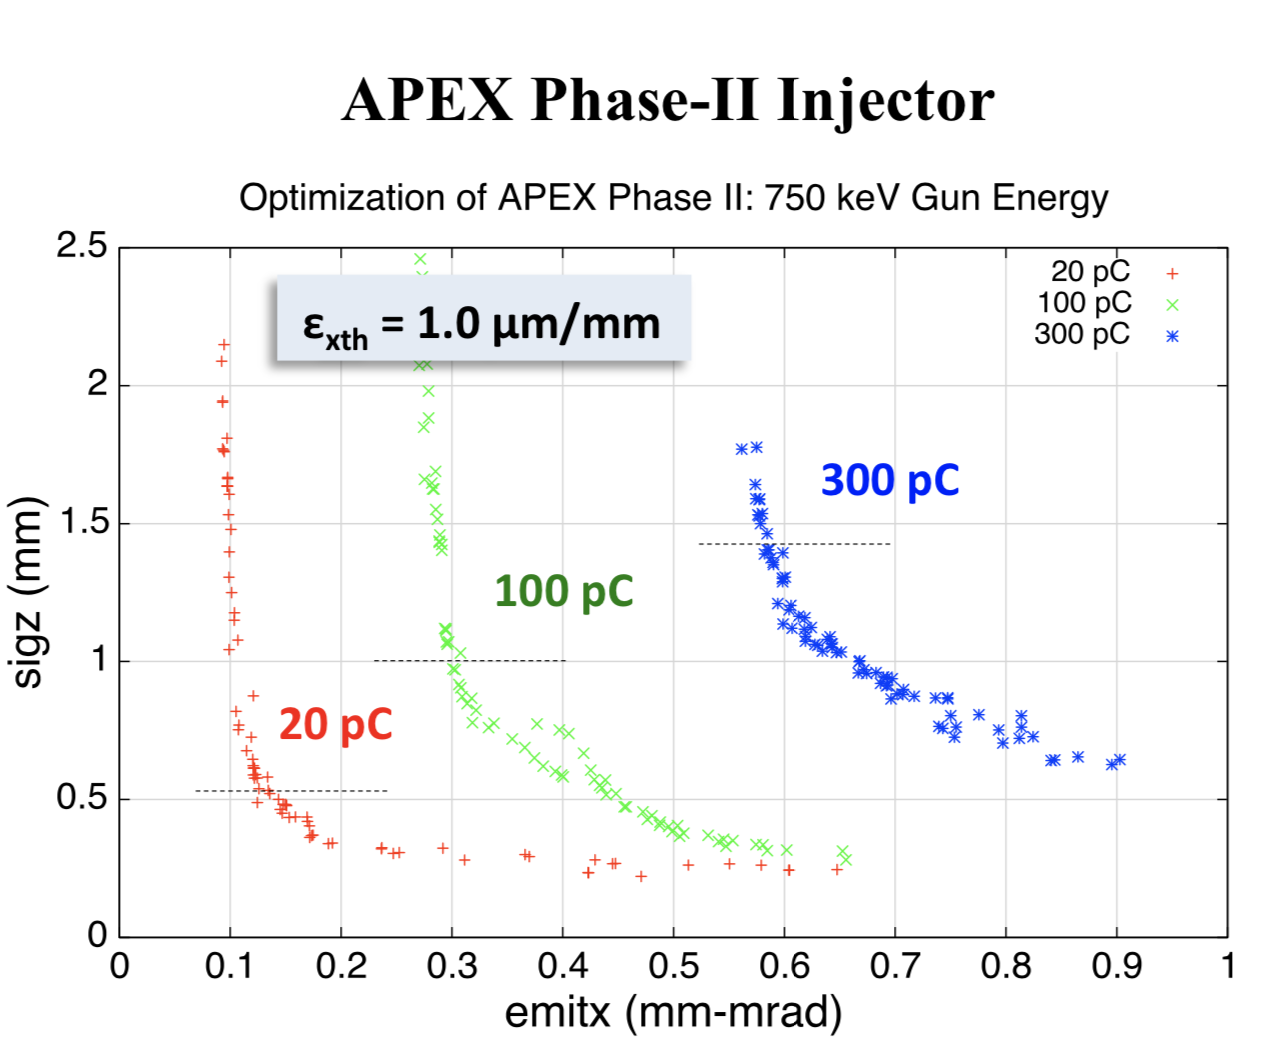 APEX Phase-II Injector
Optimization of APEX Phase II: 750 keV Gun Energy
2.5
2
1.5
1
0.5
0
sigz (mm)
εxth = 1.0 µm/mm
20 pC
100 pC
300 pC
300 pC
100 pC
20 pC
0 0.1 0.2 0.3 0.4 0.5 0.6 0.7 0.8 0.9 1
emitx (mm-mrad)